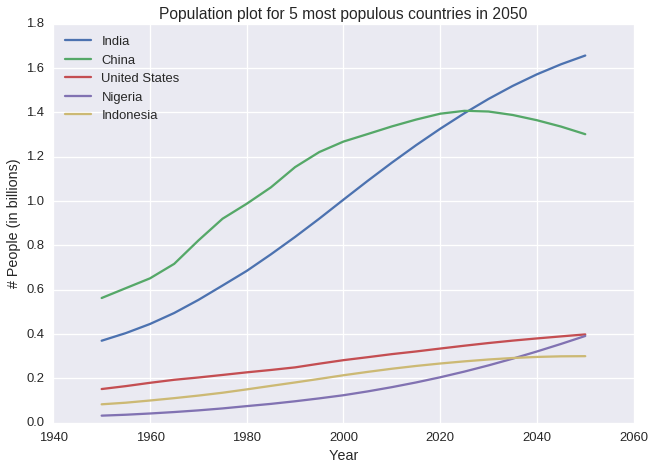 Population plot for 5 most populous countries in 2050
1.8
1.6
1.4
1.2
1.0
0.8
0.6
0.4
0.2
0.0
# People (in billions)
India
China
United States
Nigeria
Indonesia
1940 1960 1980 2000 2020 2040 2060
Year